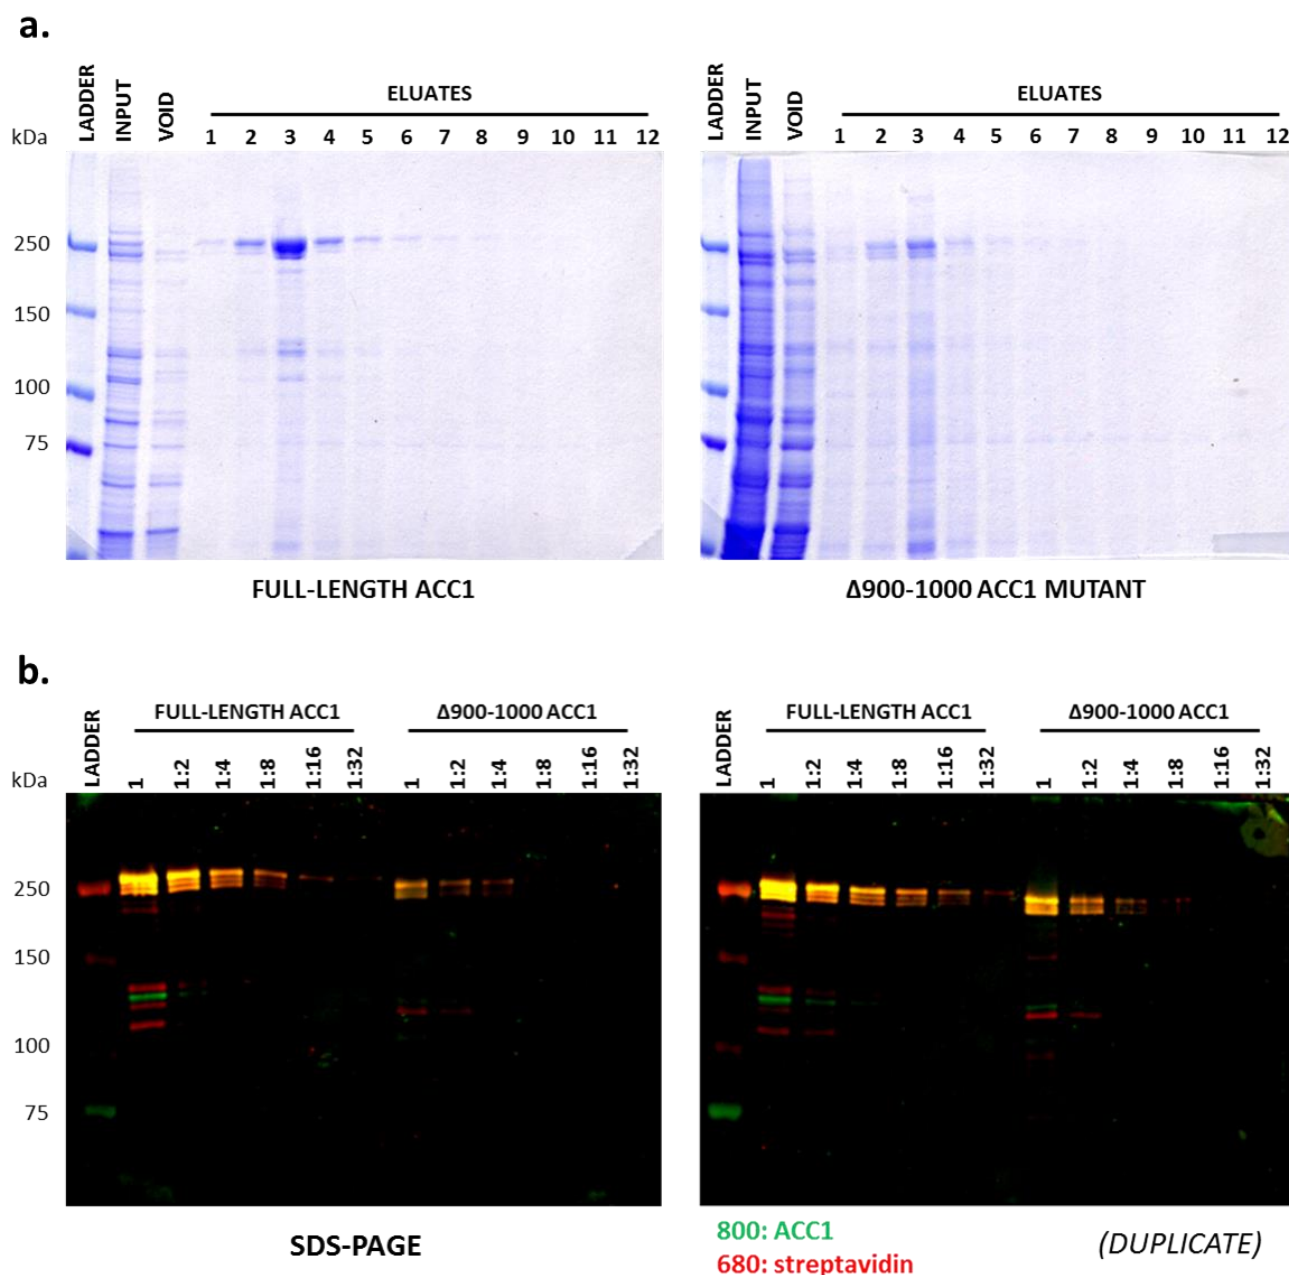 a.
LADDER INPUT VOID ELUATES
kDa 1 2 3 4 5 6 7 8 9 10 11 12
250
150
100
75
FULL-LENGTH ACC1
LADDER INPUT VOID ELUATES
1 2 3 4 5 6 7 8 9 10 11 12
Δ900-1000 ACC1 MUTANT
b.
LADDER FULL-LENGTH ACC1 Δ900-1000 ACC1
kDa 1 1:2 1:4 1:8 1:16 1:32 1 1:2 1:4 1:8 1:16 1:32
250
150
100
75
SDS-PAGE
LADDER FULL-LENGTH ACC1 Δ900-1000 ACC1
1 1:2 1:4 1:8 1:16 1:32 1 1:2 1:4 1:8 1:16 1:32
800: ACC1
680: streptavidin
(DUPLICATE)